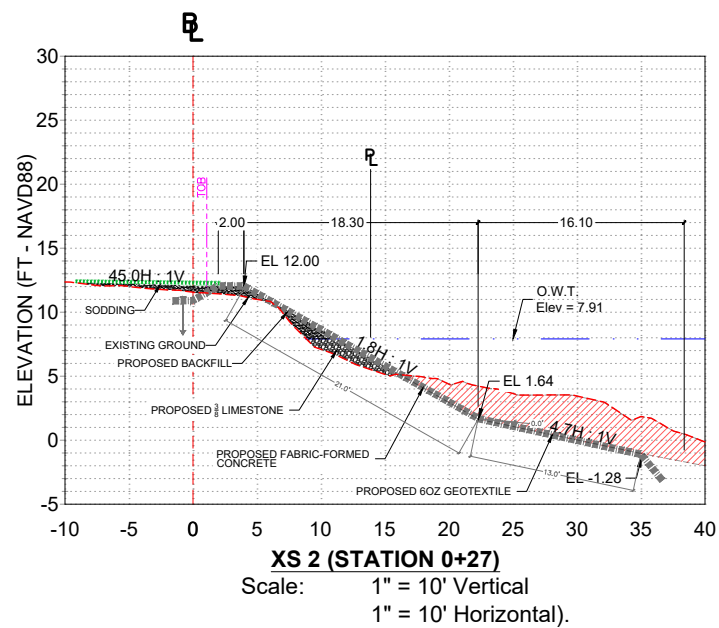 BL
30
25
20
15
10
5
0
-5
ELEVATION (FT - NAVD88)
TOB
PL
2.00
18.30
16.10
45.0H : 1V
EL 12.00
SODDING
O.W.T.
Elev = 7.91
EXISTING GROUND
PROPOSED BACKFILL
1.8H : 1V
21.0'
EL 1.64
PROPOSED LIMESTONE
0.0'
4.7H : 1V
PROPOSED FABRIC-FORMED
CONCRETE
13.0'
EL -1.28
PROPOSED 6OZ GEOTEXTILE
-10 -5 0 5 10 15 20 25 30 35 40
XS 2 (STATION 0+27)
Scale: 1" = 10' Vertical
1" = 10' Horizontal).